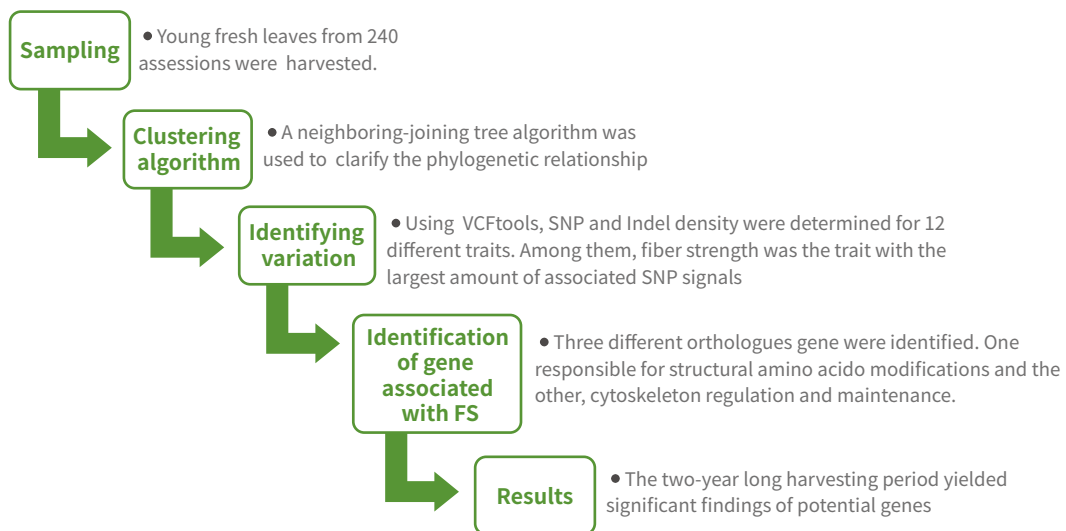 Sampling
• Young fresh leaves from 240
assessions were harvested.
Clustering
algorithm
• A neighboring-joining tree algorithm was
used to clarify the phylogenetic relationship
Identifying
variation
• Using VCFtools, SNP and Indel density were determined for 12
different traits. Among them, fiber strength was the trait with the
largest amount of associated SNP signals
Identification
of gene
associated
with FS
• Three different orthologues gene were identified. One
responsible for structural amino acido modifications and the
other, cytoskeleton regulation and maintenance.
Results
• The two-year long harvesting period yielded
significant findings of potential genes